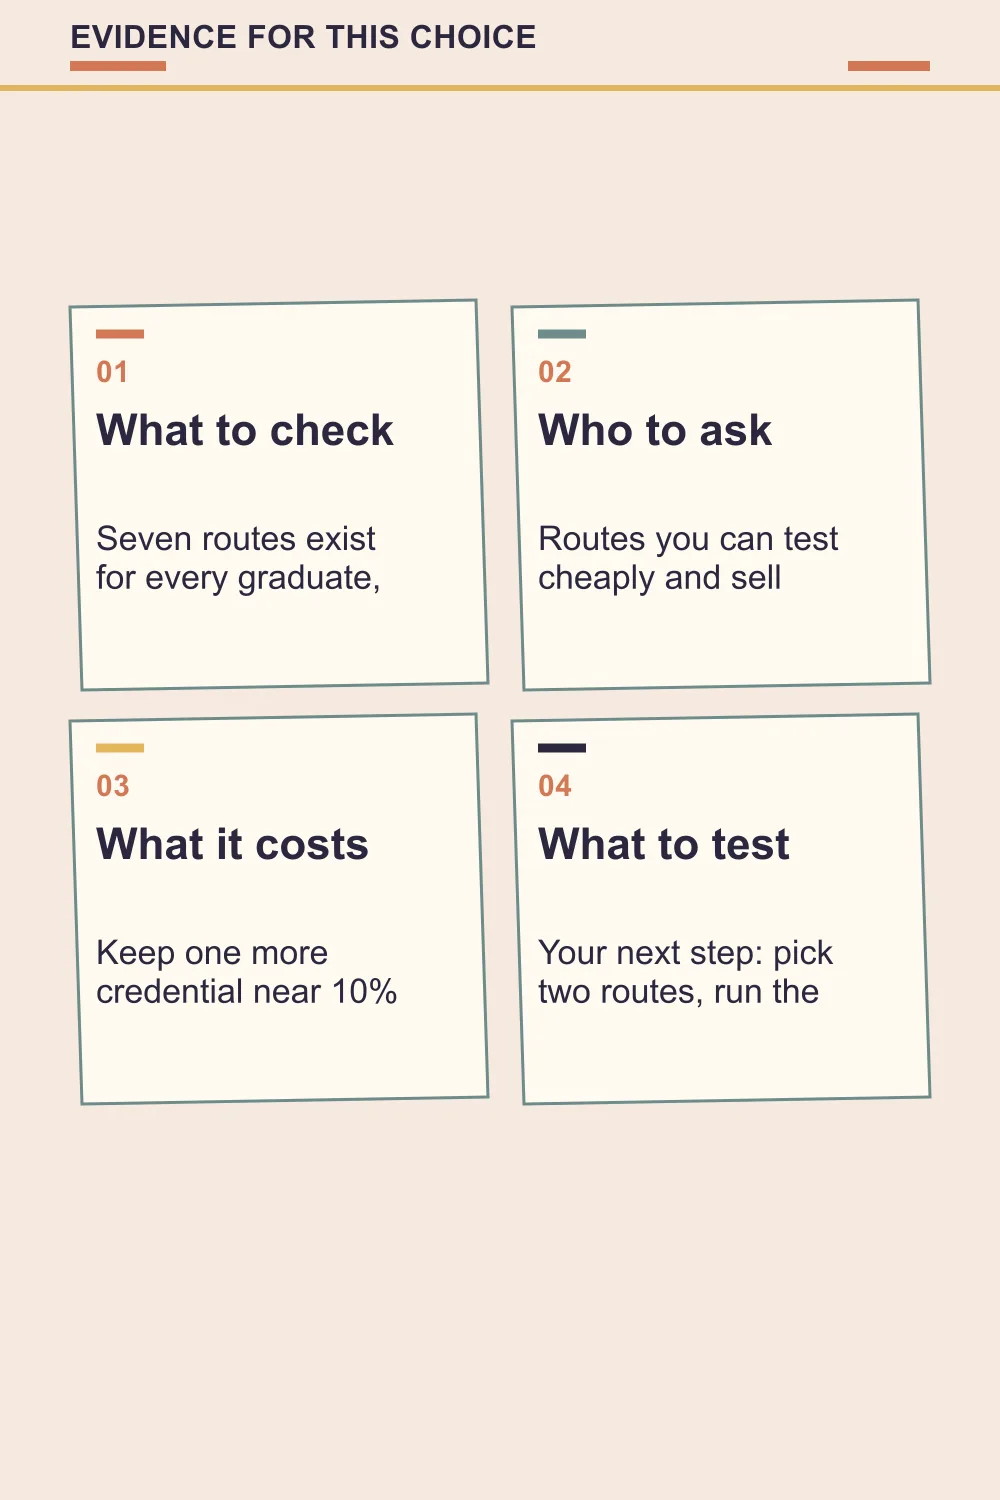 EVIDENCE FOR THIS CHOICE
01
What to check
Seven routes exist
for every graduate,
02
Who to ask
Routes you can test
cheaply and sell
03
What it costs
Keep one more
credential near 10%
04
What to test
Your next step: pick
two routes, run the